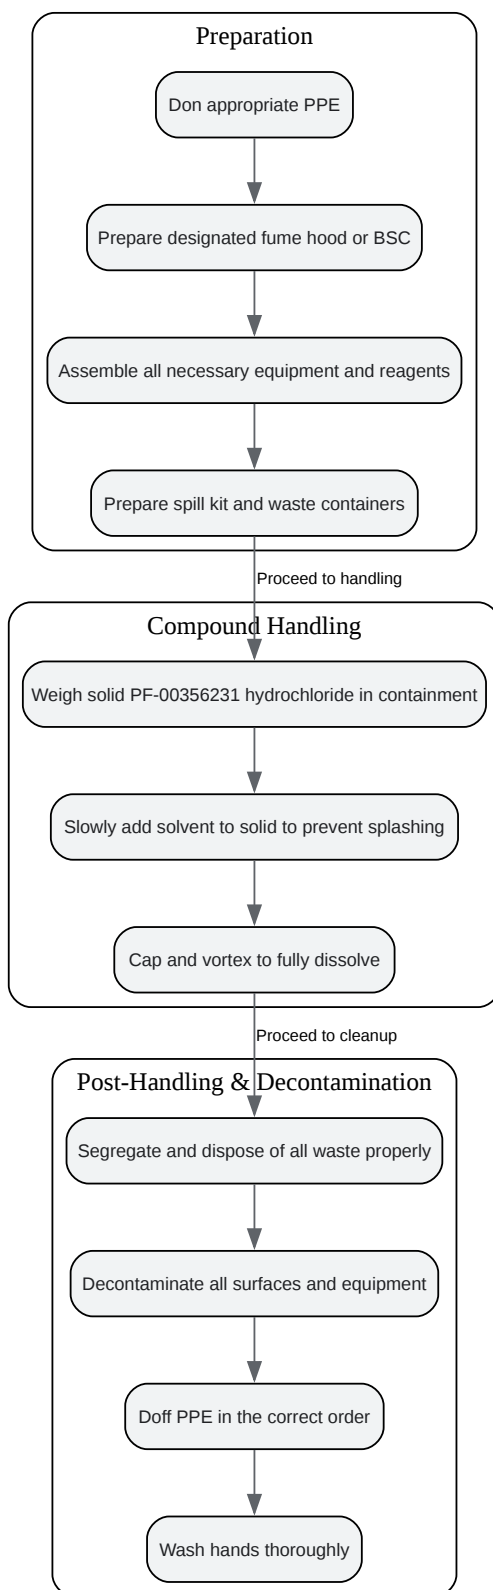 Preparation
Don appropriate PPE
Prepare designated fume hood or BSC
Assemble all necessary equipment and reagents
Prepare spill kit and waste containers
Proceed to handling
Compound Handling
Weigh solid PF-00356231 hydrochloride in containment
Slowly add solvent to solid to prevent splashing
Cap and vortex to fully dissolve
Proceed to cleanup
Post-Handling & Decontamination
Segregate and dispose of all waste properly
Decontaminate all surfaces and equipment
Doff PPE in the correct order
Wash hands thoroughly